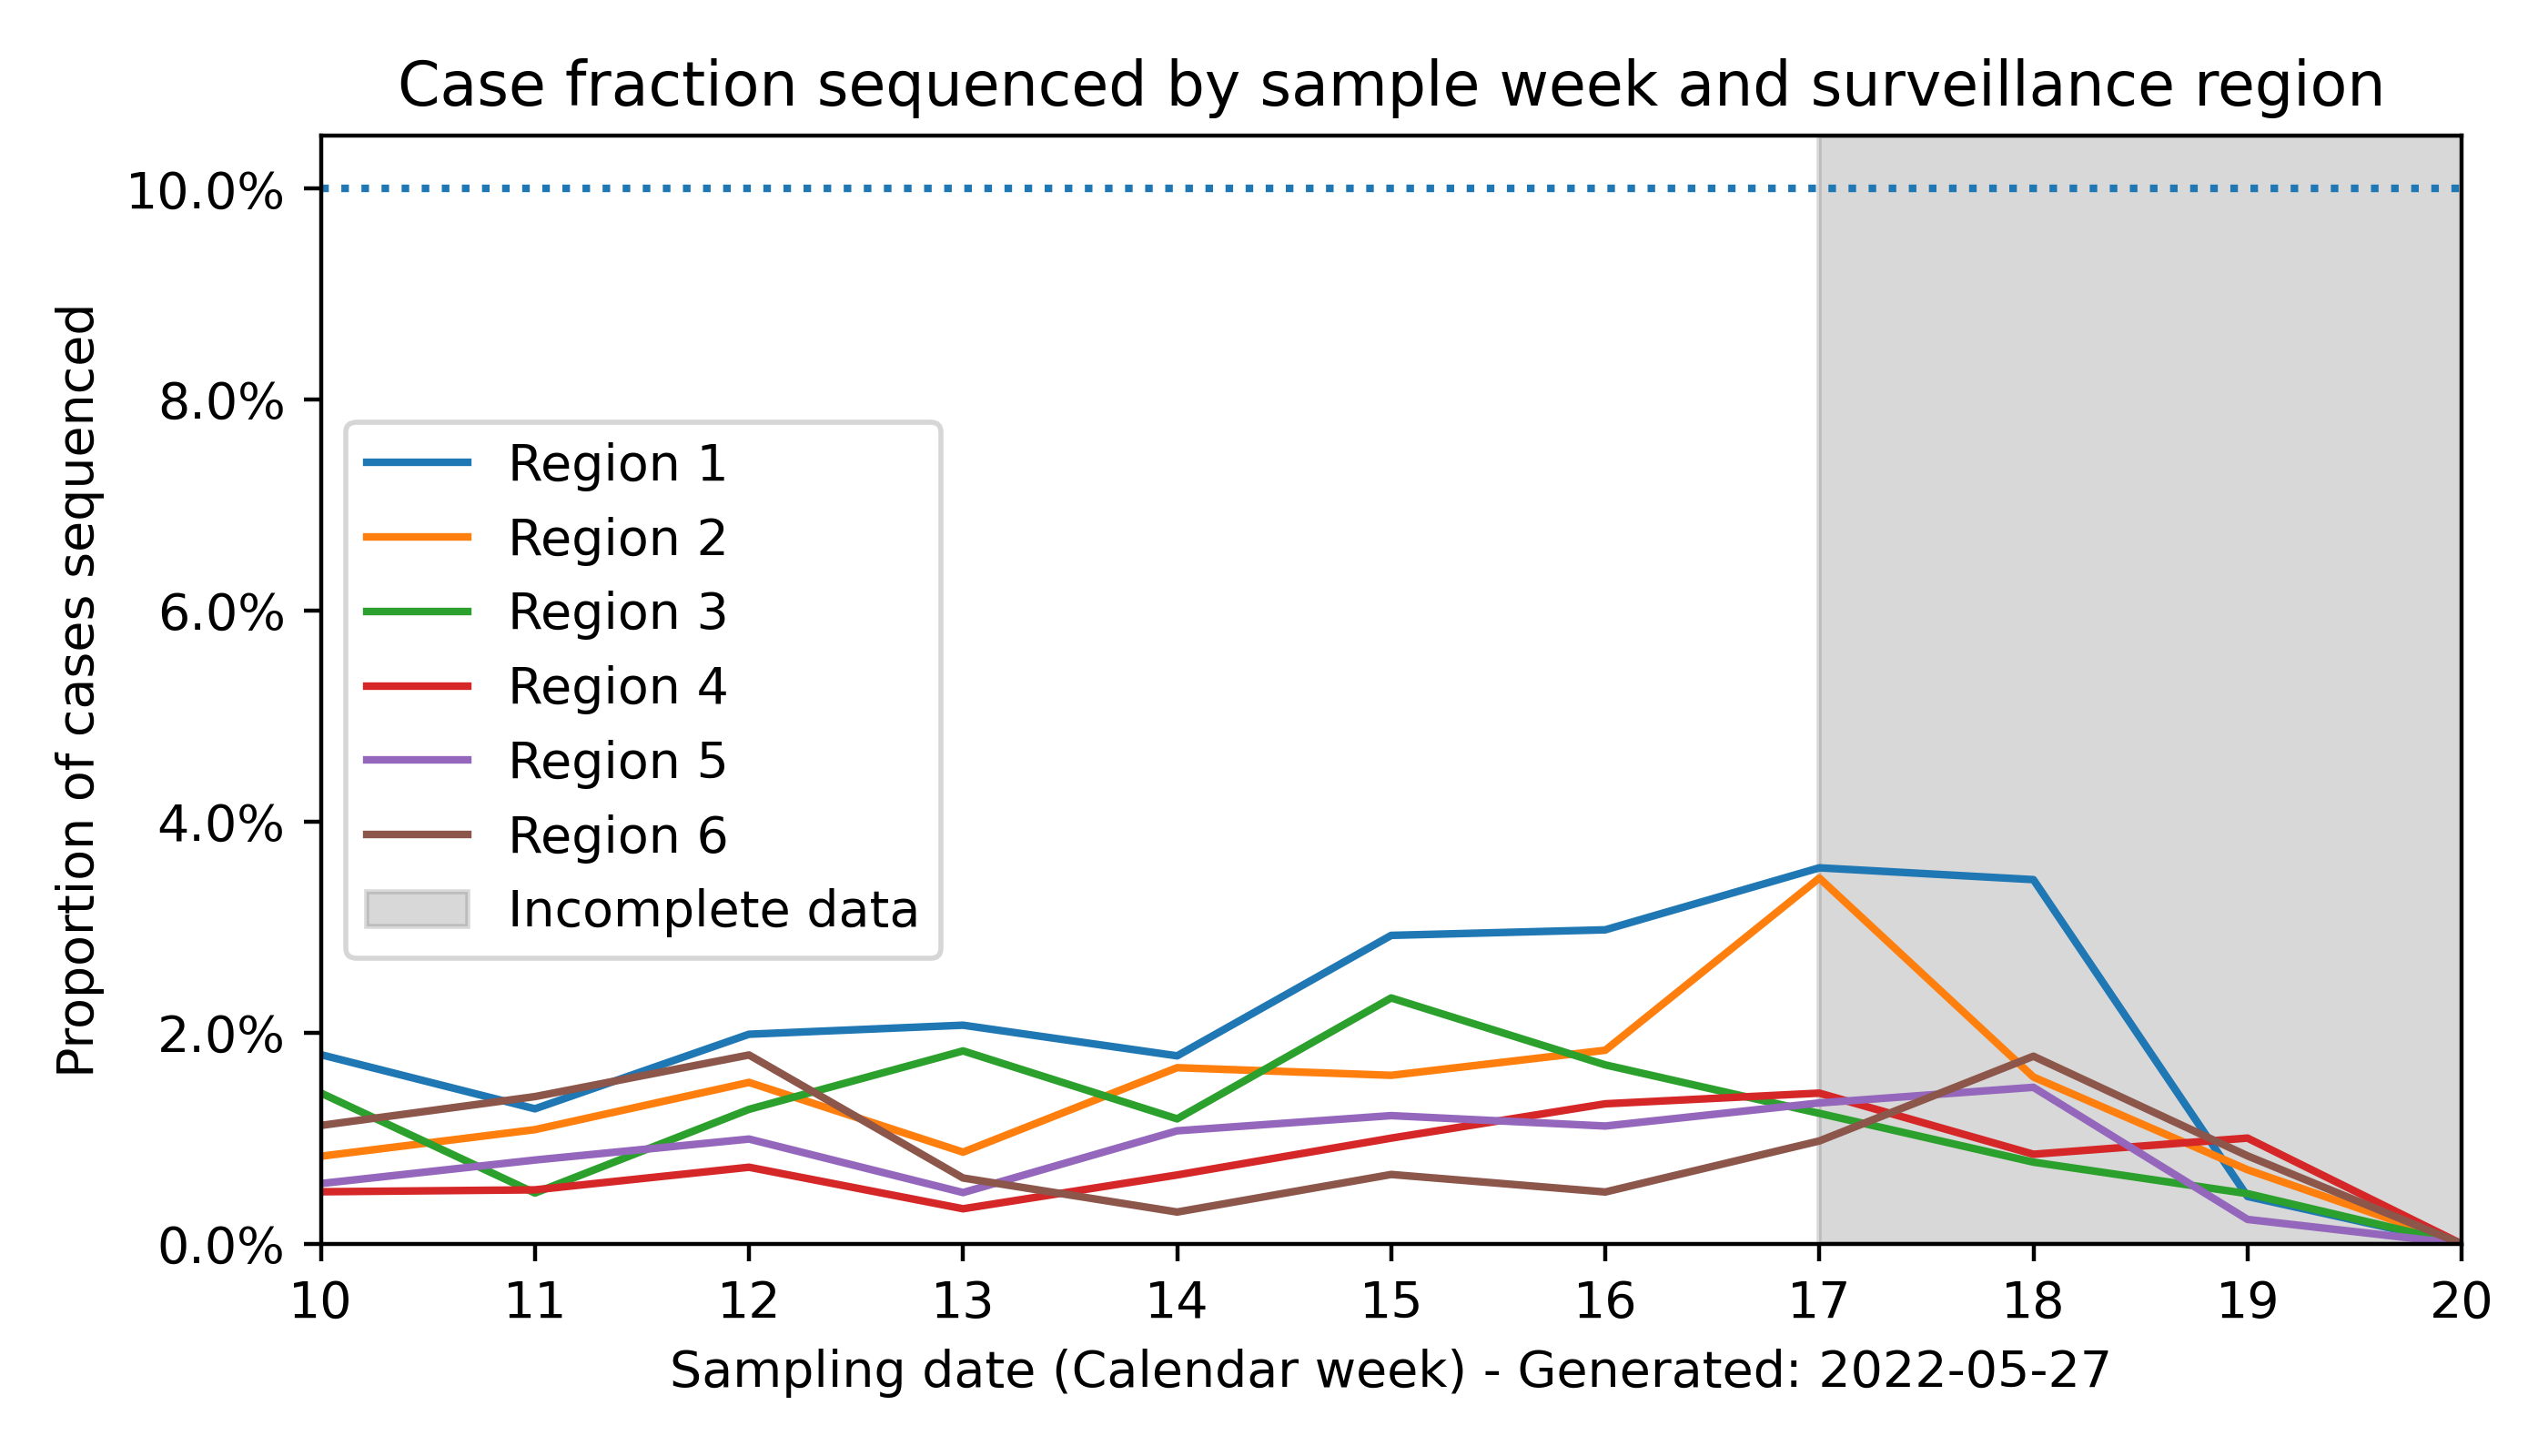 Case fraction sequenced by sample week and surveillance region
Proportion of cases sequenced
10.0%
8.0%
6.0%
4.0%
2.0%
0.0%
Region 1
Region 2
Region 3
Region 4
Region 5
Region 6
Incomplete data
10 11 12 13 14 15 16 17 18 19 20
Sampling date (Calendar week) - Generated: 2022-05-27